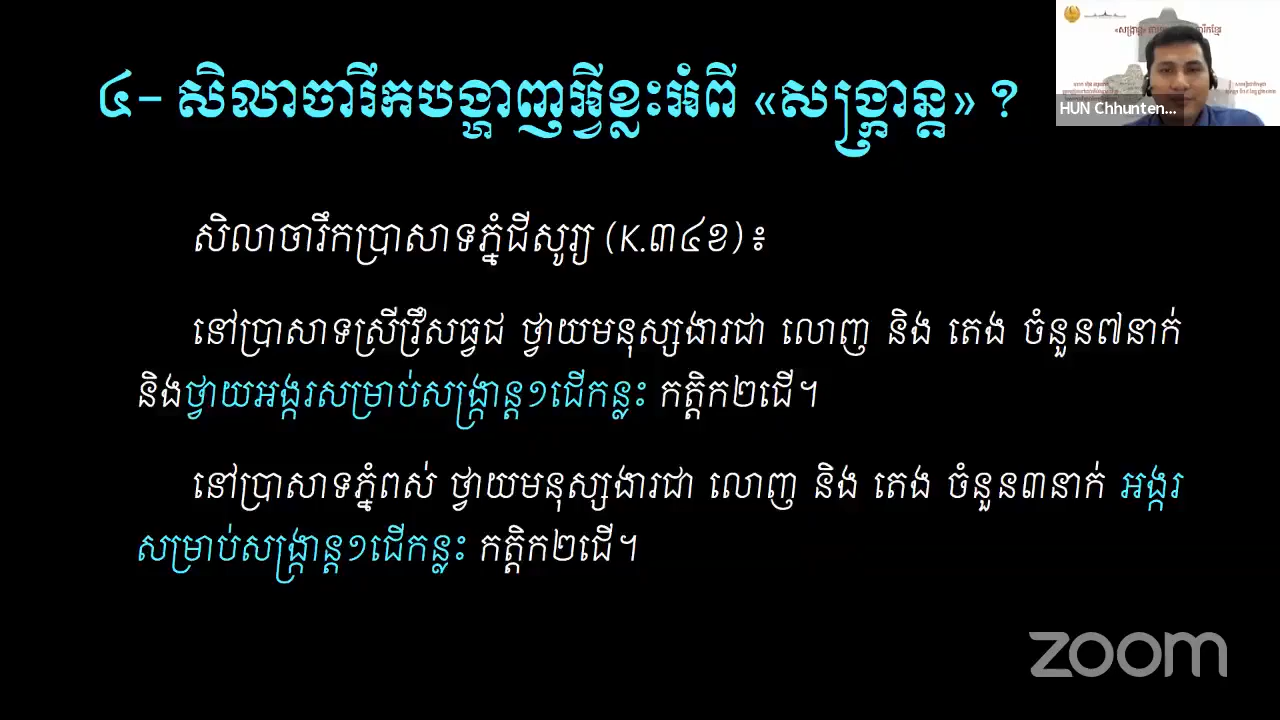 ៤- សិលាចារឹកបង្ហាញអ្វីខ្លះអំពី «សង្ក្រាន្ត» ?
HUN Chhunten...
សិលាចារឹកប្រាសាទភ្នំជីសូរ្យ (K.៣៤ខ)៖
នៅប្រាសាទស្រីវ្រឹសធ្វជ ថ្វាយមនុស្សងារជា លោញ និង តេង ចំនួន៧នាក់
និងថ្វាយអង្ករសម្រាប់សង្ក្រាន្ត១ជើកន្លះ កត្តិក២ជើ។
នៅប្រាសាទភ្នំពស់ ថ្វាយមនុស្សងារជា លោញ និង តេង ចំនួន៣នាក់ អង្ករ
សម្រាប់សង្ក្រាន្ត១ជើកន្លះ កត្តិក២ជើ។
zoom